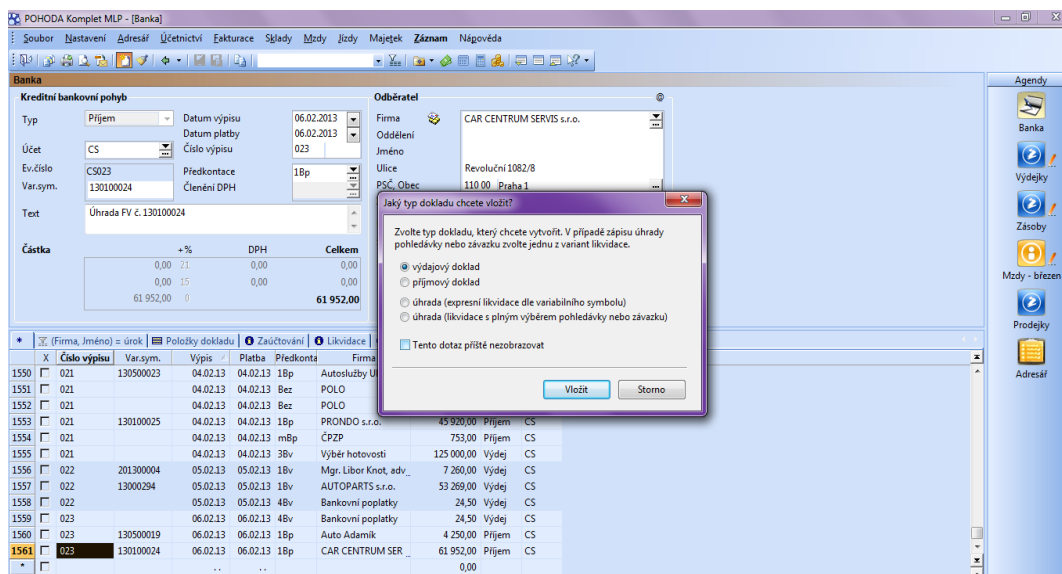 POHODA Komplet MLP - [Banka]
Soubor Nastavení Adresář Účetnictví Fakturace Sklady Mzdy Jízdy Majetek Záznam Nápověda
Banka
Agendy
Kreditní bankovní pohyb
Odběratel
@
Typ Příjem Datum výpisu 06.02.2013 Firma CAR CENTRUM SERVIS s.r.o.
Datum platby 06.02.2013 Oddělení
Účet CS Číslo výpisu 023 Jméno
Ev.číslo CS023 Předkontace 1Bp Ulice Revoluční 1082/8
Var.sym. 130100024 Členění DPH PSČ, Obec 110 00 Praha 1
Text Úhrada FV č. 130100024
Částka +% DPH Celkem
0,00 21 0,00 0,00
0,00 15 0,00 0,00
61 952,00 0 61 952,00
Jaký typ dokladu chcete vložit?
Zvolte typ dokladu, který chcete vytvořit. V případě zápisu úhrady
pohledávky nebo závazku zvolte jednu z variant likvidace.
výdajový doklad
příjmový doklad
úhrada (expresní likvidace dle variabilního symbolu)
úhrada (likvidace s plným výběrem pohledávky nebo závazku)
Tento dotaz příště nezobrazovat
Vložit Storno
Banka
Výdejky
Zásoby
Mzdy - březen
Prodejky
Adresář
* (Firma, Jméno) = úrok Položky dokladu Zaúčtování Likvidace
X Číslo výpisu Var.sym. Výpis Platba Předkonta Firma
1550 021 130500023 04.02.13 04.02.13 1Bp Autoslužby
1551 021 04.02.13 04.02.13 Bez POLO
1552 021 04.02.13 04.02.13 Bez POLO
1553 021 130100025 04.02.13 04.02.13 1Bp PRONDO s.r.o. 45 920,00 Příjem CS
1554 021 04.02.13 04.02.13 mBp ČPZP 753,00 Příjem CS
1555 021 04.02.13 04.02.13 3Bv Výběr hotovosti 125 000,00 Výdej CS
1556 022 201300004 05.02.13 05.02.13 1Bv Mgr. Libor Knot, adv 7 260,00 Výdej CS
1557 022 13000294 05.02.13 05.02.13 1Bv AUTOPARTS s.r.o. 53 269,00 Výdej CS
1558 022 05.02.13 05.02.13 4Bv Bankovní poplatky 24,50 Výdej CS
1559 023 06.02.13 06.02.13 4Bv Bankovní poplatky 24,50 Výdej CS
1560 023 130500019 06.02.13 06.02.13 1Bp Auto Adamík 4 250,00 Příjem CS
1561 023 130100024 06.02.13 06.02.13 1Bp CAR CENTRUM SER 61 952,00 Příjem CS
* . . . . 0,00